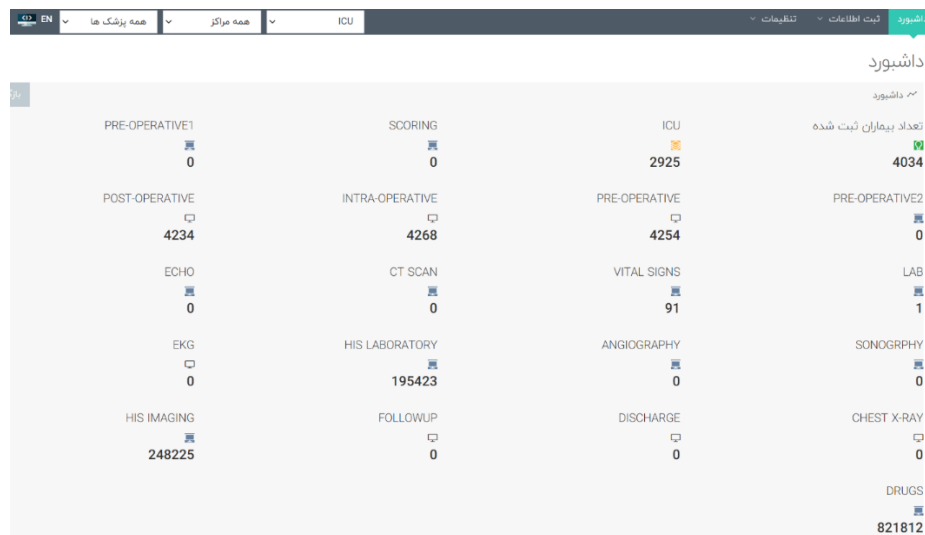 داشبورد ثبت اطلاعات تنظیمات ICU همه مراکز همه پزشک ها EN
داشبورد
داشبورد
تعداد بیماران ثبت شده ICU SCORING PRE-OPERATIVE1
4034 2925 0 0
PRE-OPERATIVE2 PRE-OPERATIVE INTRA-OPERATIVE POST-OPERATIVE
0 4254 4268 4234
LAB VITAL SIGNS CT SCAN ECHO
1 91 0 0
SONOGRPHY ANGIOGRAPHY HIS LABORATORY EKG
0 0 195423 0
CHEST X-RAY DISCHARGE FOLLOWUP HIS IMAGING
0 0 0 248225
DRUGS
821812